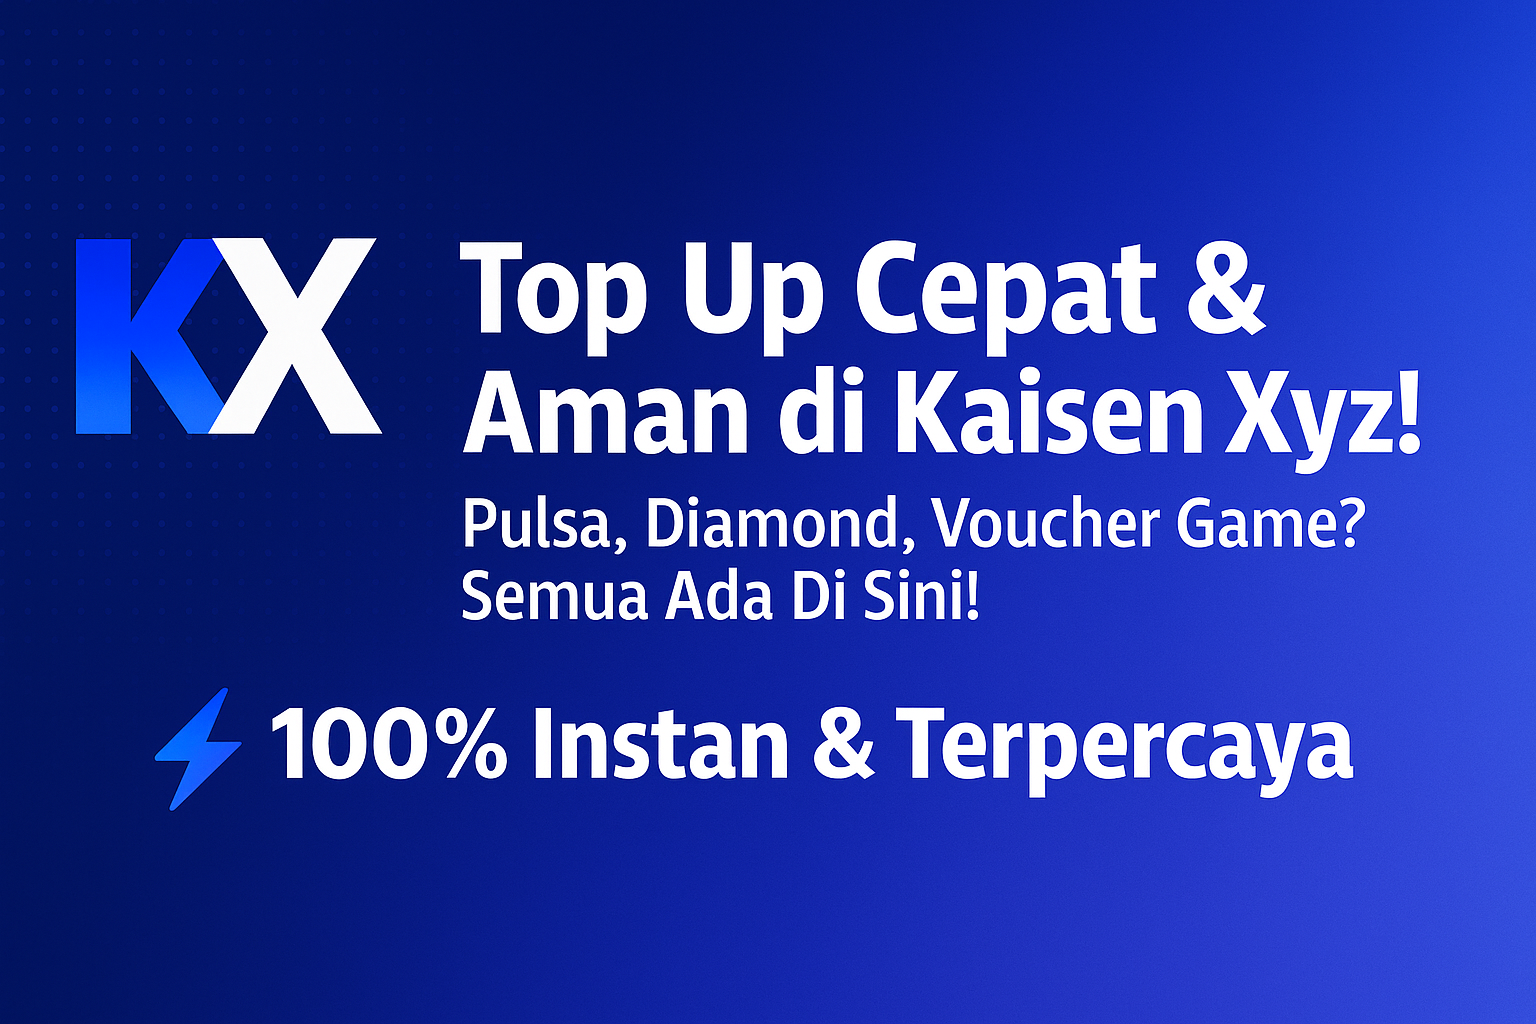 KX
Top Up Cepat &
Aman di Kaisen Xyz!
Pulsa, Diamond, Voucher Game?
Semua Ada Di Sini!
100% Instan & Terpercaya